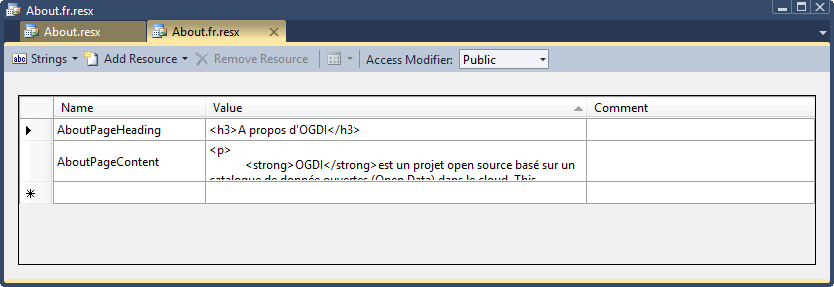 About.fr.resx
About.resx
About.fr.resx
Strings
Add Resource
Remove Resource
Access Modifier:
Public
Name
Value
Comment
AboutPageHeading
<h3>A propos d'OGDI</h3>
AboutPageContent
<p>
<strong>OGDI</strong>est un projet open source basé sur un
catalogue de donnée ouvertes (Open Data) dans le cloud. This